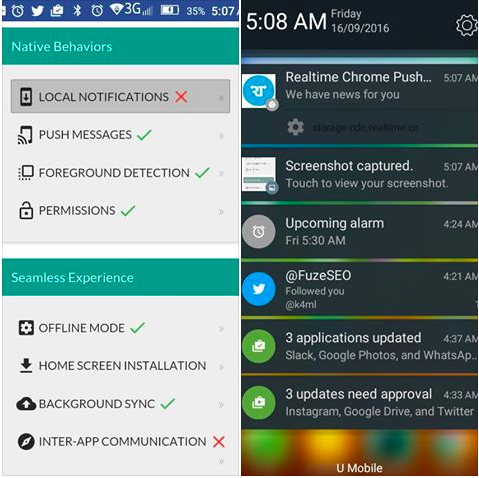 3G 35% 5:07
Native Behaviors
LOCAL NOTIFICATIONS
PUSH MESSAGES
FOREGROUND DETECTION
PERMISSIONS
Seamless Experience
OFFLINE MODE
HOME SCREEN INSTALLATION
BACKGROUND SYNC
INTER-APP COMMUNICATION
5:08 AM Friday
16/09/2016
Realtime Chrome Push... 5:07 AM
We have news for you
storage-cdn.realtime.co
Screenshot captured. 5:07 AM
Touch to view your screenshot.
Upcoming alarm 4:24 AM
Fri 5:30 AM
@FuzeSEO 4:21 AM
Followed you
@k4ml
3 applications updated 4:37 AM
Slack, Google Photos, and WhatsAp..
3 updates need approval 4:33 AM
Instagram, Google Drive, and Twitter
U Mobile